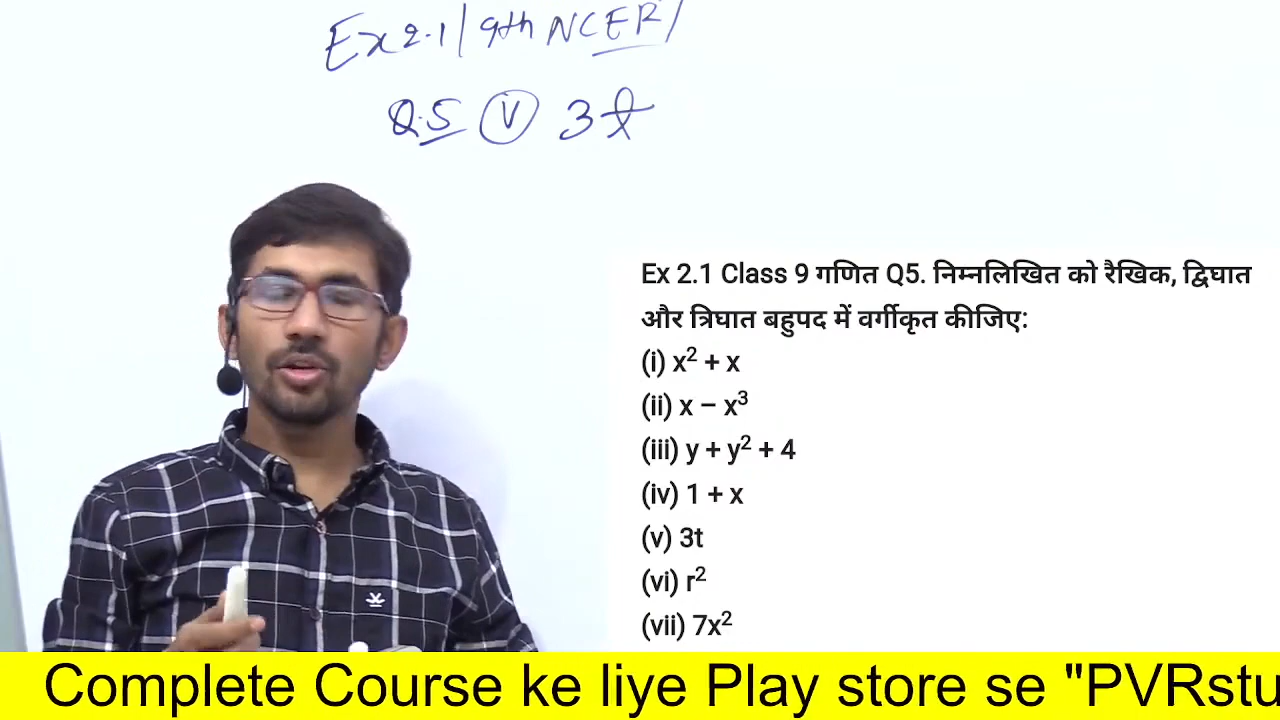 Ex 2.1 / 9th NCER /
Q.5 (V) 3t
Ex 2.1 Class 9 गणित Q5. निम्नलिखित को रैखिक, द्विघात
और त्रिघात बहुपद में वर्गीकृत कीजिए:
(i) x² + x
(ii) x – x³
(iii) y + y² + 4
(iv) 1 + x
(v) 3t
(vi) r²
(vii) 7x²
Complete Course ke liye Play store se "PVRstu